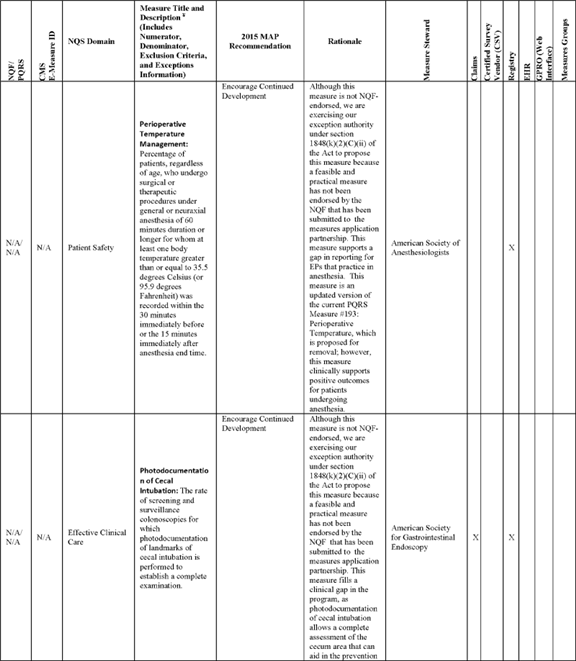 NQF/
PQRS
CMS
E-Measure ID
NQS Domain
Measure Title and
Description ¥
(Includes
Numerator,
Denominator,
Exclusion Criteria,
and Exceptions
Information)
2015 MAP
Recommendation
Rationale
Measure Steward
Claims
Certified Survey
Vendor (CSV)
Registry
EHR
GPRO (Web
Interface)
Measures Groups
N/A/
N/A
N/A
Patient Safety
Perioperative
Temperature
Management:
Percentage of
patients, regardless
of age, who undergo
surgical or
therapeutic
procedures under
general or neuraxial
anesthesia of 60
minutes duration or
longer for whom at
least one body
temperature greater
than or equal to 35.5
degrees Celsius (or
95.9 degrees
Fahrenheit) was
recorded within the
30 minutes
immediately before
or the 15 minutes
immediately after
anesthesia end time.
Encourage Continued
Development
Although this
measure is not NQF-
endorsed, we are
exercising our
exception authority
under section
1848(k)(2)(C)(ii) of
the Act to propose
this measure because
a feasible and
practical measure
has not been
endorsed by the
NQF that has been
submitted to the
measures application
partnership. This
measure supports a
gap in reporting for
EPs that practice in
anesthesia. This
measure is an
updated version of
the current PQRS
Measure #193:
Perioperative
Temperature, which
is proposed for
removal; however,
this measure
clinically supports
positive outcomes
for patients
undergoing
anesthesia.
American Society of
Anesthesiologists
X
N/A/
N/A
N/A
Effective Clinical
Care
Photodocumentatio
n of Cecal
Intubation: The rate
of screening and
surveillance
colonoscopies for
which
photodocumentation
of landmarks of
cecal intubation is
performed to
establish a complete
examination.
Encourage Continued
Development
Although this
measure is not NQF-
endorsed, we are
exercising our
exception authority
under section
1848(k)(2)(C)(ii) of
the Act to propose
this measure because
a feasible and
practical measure
has not been
endorsed by the
NQF that has been
submitted to the
measures application
partnership. This
measure fills a
clinical gap in the
program, as
photodocumentation
of cecal intubation
allows a complete
assessment of the
cecum area that can
aid in the prevention
American Society
for Gastrointestinal
Endoscopy
X
X